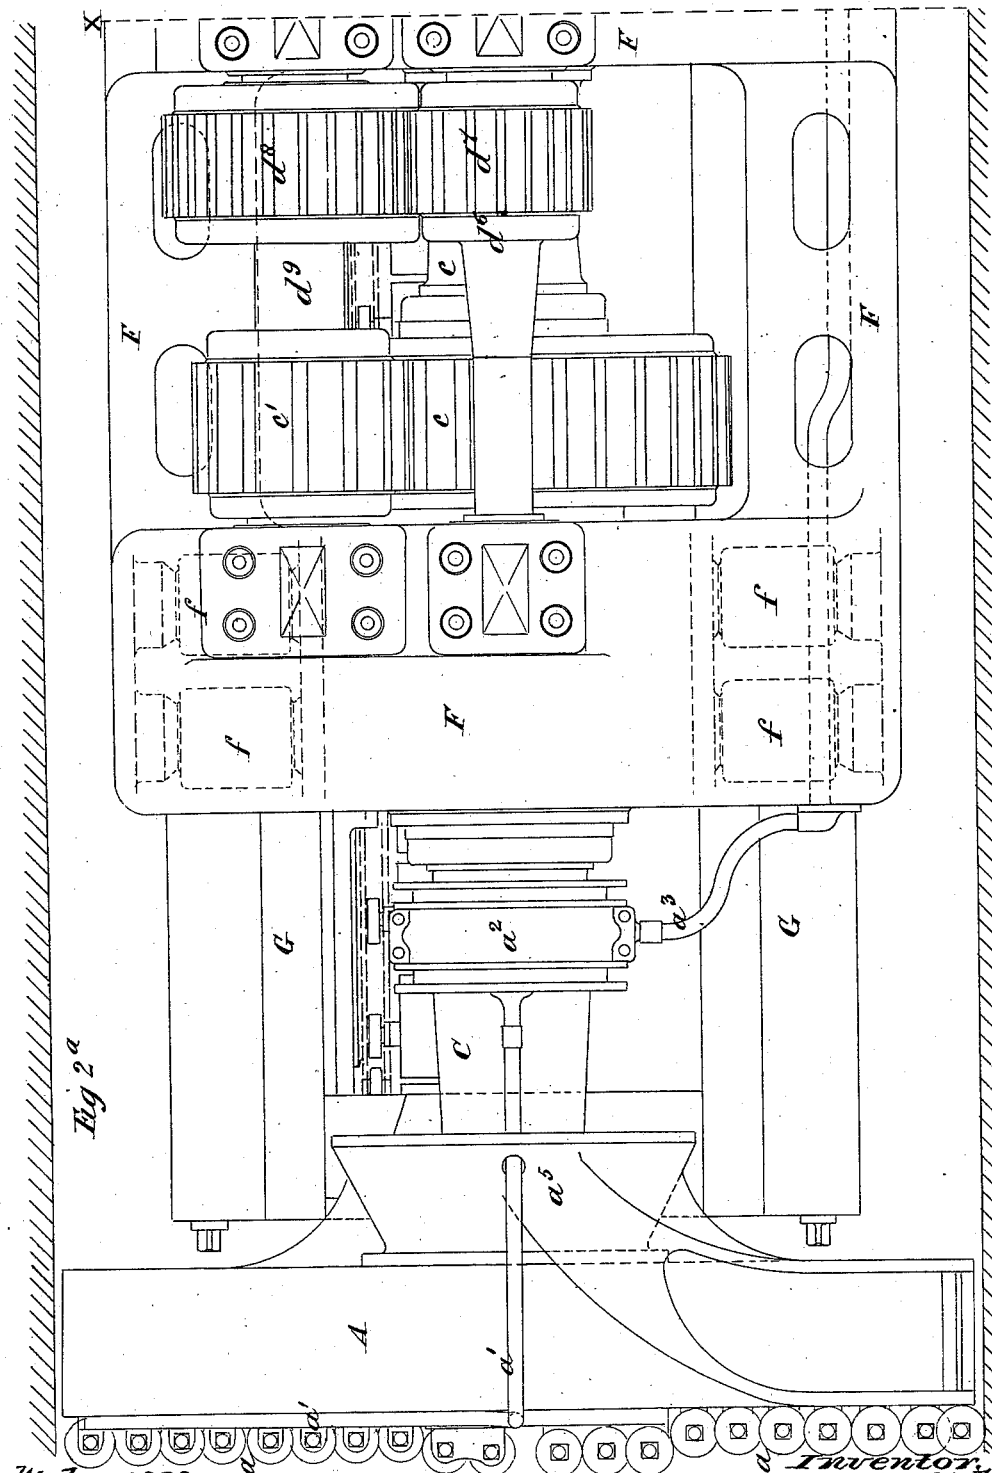 X
F
d⁸
d⁷
d⁶
d⁹
c
F
F
c'
c
f
f
f
f
F
G
a²
a³
G
Fig 2ᵃ
C
a⁵
A
a'
a'
a
a
Inventor,